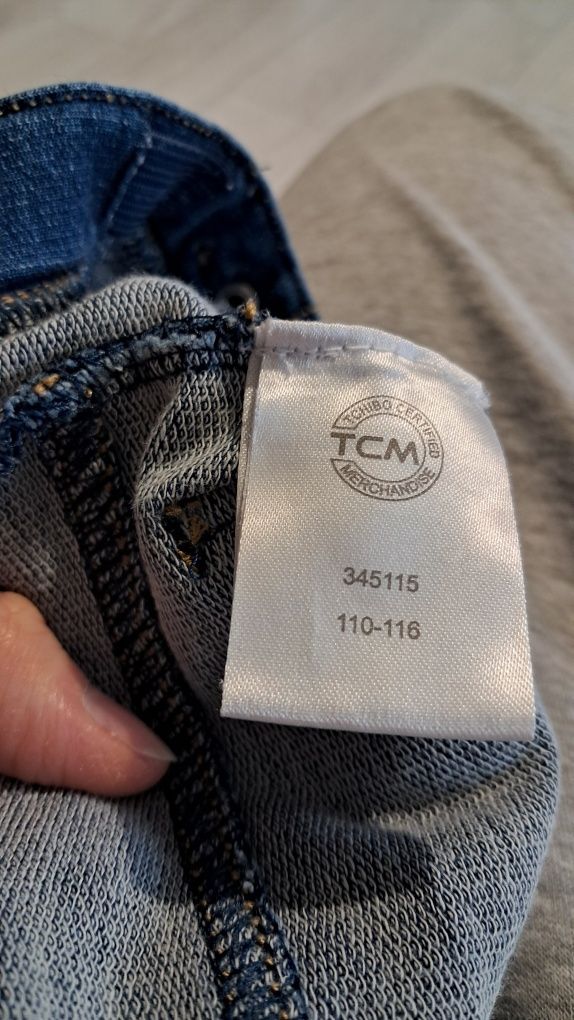 TCHIBO CERTIFIED
TCM
MERCHANDISE
345115
110-116